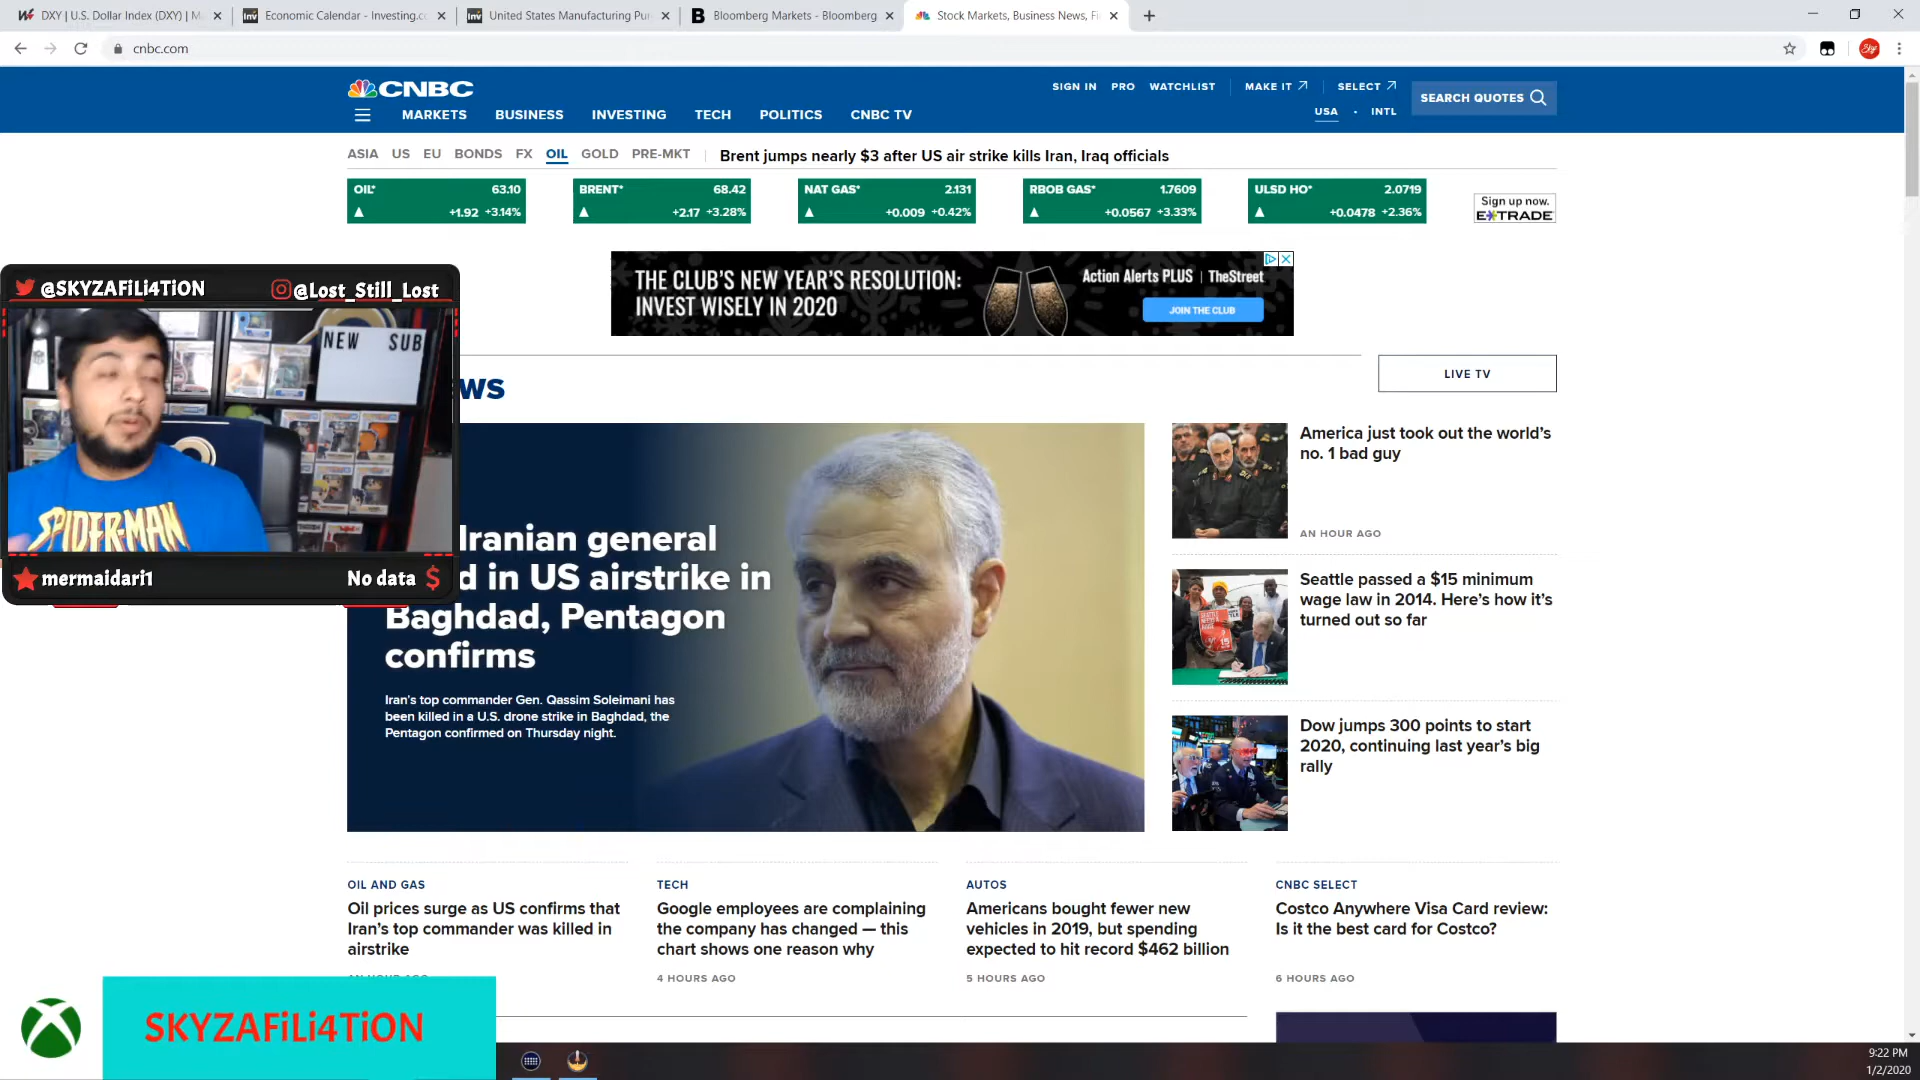 DXY | U.S. Dollar Index (DXY) | M
Economic Calendar - Investing.c
United States Manufacturing Pu
Bloomberg Markets - Bloomberg
Stock Markets, Business News, Fi
cnbc.com
CNBC
SIGN IN PRO WATCHLIST MAKE IT SELECT
SEARCH QUOTES
USA · INTL
MARKETS BUSINESS INVESTING TECH POLITICS CNBC TV
ASIA US EU BONDS FX OIL GOLD PRE-MKT
Brent jumps nearly $3 after US air strike kills Iran, Iraq officials
OIL* 63.10
+1.92 +3.14%
BRENT* 68.42
+2.17 +3.28%
NAT GAS* 2.131
+0.009 +0.42%
RBOB GAS* 1.7609
+0.0567 +3.33%
ULSD HO* 2.0719
+0.0478 +2.36%
Sign up now.
E*TRADE
THE CLUB'S NEW YEAR'S RESOLUTION:
INVEST WISELY IN 2020
Action Alerts PLUS | TheStreet
JOIN THE CLUB
@SKYZAFiLi4TiON @Lost_Still_Lost
NEW SUB
SPIDER-MAN
mermaidari1 No data $
ws
LIVE TV
Iranian general
d in US airstrike in
Baghdad, Pentagon
confirms
Iran's top commander Gen. Qassim Soleimani has
been killed in a U.S. drone strike in Baghdad, the
Pentagon confirmed on Thursday night.
America just took out the world's
no. 1 bad guy
AN HOUR AGO
Seattle passed a $15 minimum
wage law in 2014. Here's how it's
turned out so far
Dow jumps 300 points to start
2020, continuing last year's big
rally
OIL AND GAS
Oil prices surge as US confirms that
Iran's top commander was killed in
airstrike
TECH
Google employees are complaining
the company has changed — this
chart shows one reason why
4 HOURS AGO
AUTOS
Americans bought fewer new
vehicles in 2019, but spending
expected to hit record $462 billion
5 HOURS AGO
CNBC SELECT
Costco Anywhere Visa Card review:
Is it the best card for Costco?
6 HOURS AGO
SKYZAFiLi4TiON
9:22 PM
1/2/2020